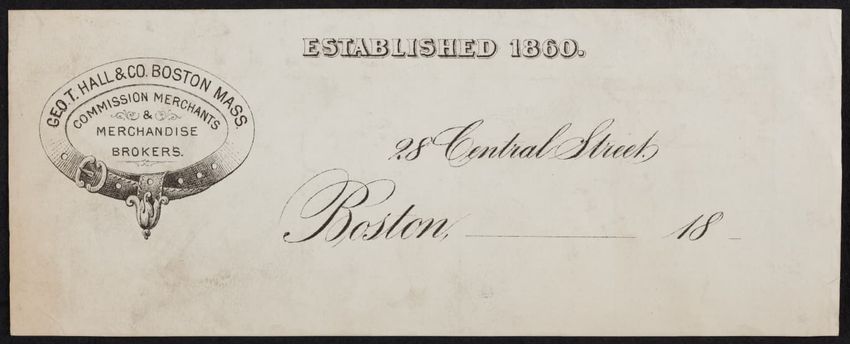 ESTABLISHED 1860.
GEO. T. HALL & CO. BOSTON MASS.
COMMISSION MERCHANTS
&
MERCHANDISE
BROKERS.
28 Central Street,
Boston, 18